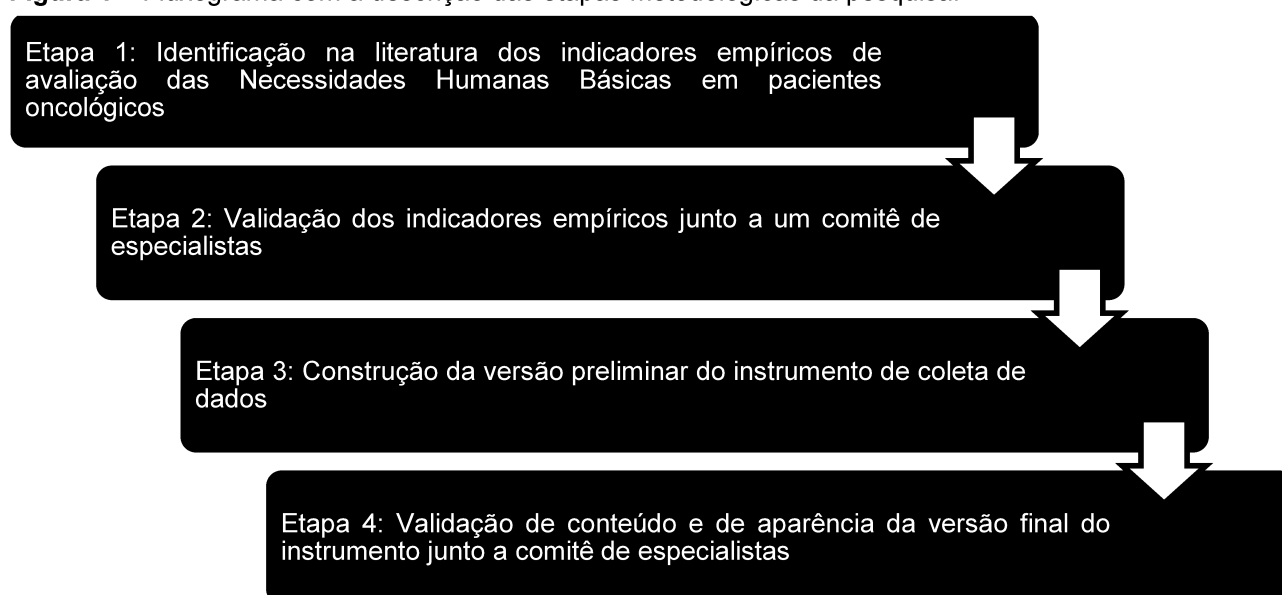 Etapa 1: Identificação na literatura dos indicadores empíricos de
avaliação das Necessidades Humanas Básicas em pacientes
oncológicos
Etapa 2: Validação dos indicadores empíricos junto a um comitê de
especialistas
Etapa 3: Construção da versão preliminar do instrumento de coleta de
dados
Etapa 4: Validação de conteúdo e de aparência da versão final do
instrumento junto a comitê de especialistas